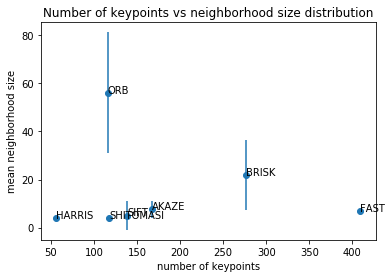 Number of keypoints vs neighborhood size distribution
mean neighborhood size
80
60
40
20
0
ORB
BRISK
AKAZE
FAST
SIFT
HARRIS
SHITOMASI
50
100
150
200
250
300
350
400
number of keypoints